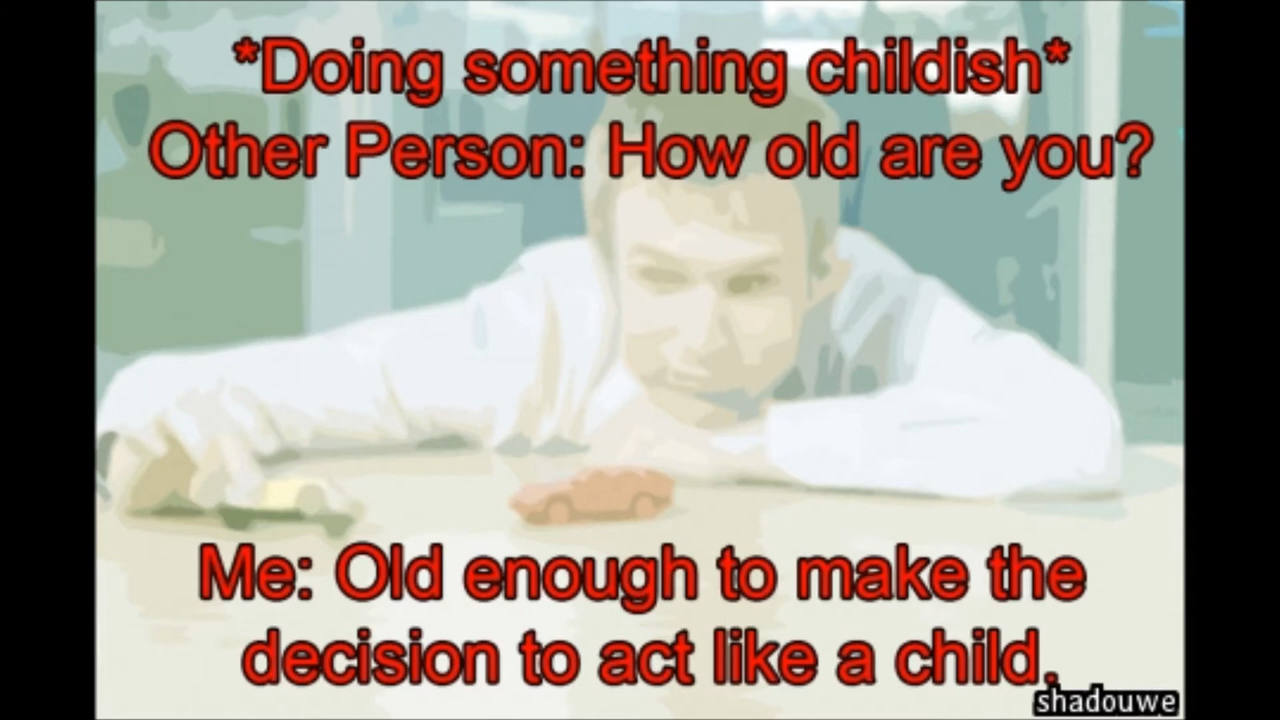 *Doing something childish*
Other Person: How old are you?
Me: Old enough to make the
decision to act like a child.
shadouwe